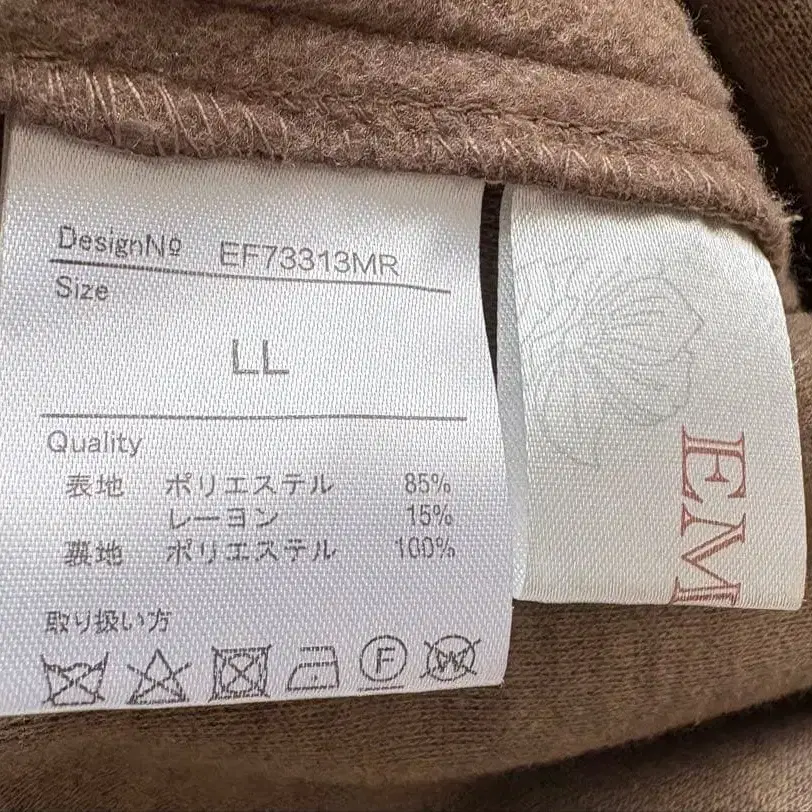 DesignNº EF73313MR
Size
LL
Quality
表地 ポリエステル 85%
レーヨン 15%
裏地 ポリエステル 100%
取り扱い方
F W
EM